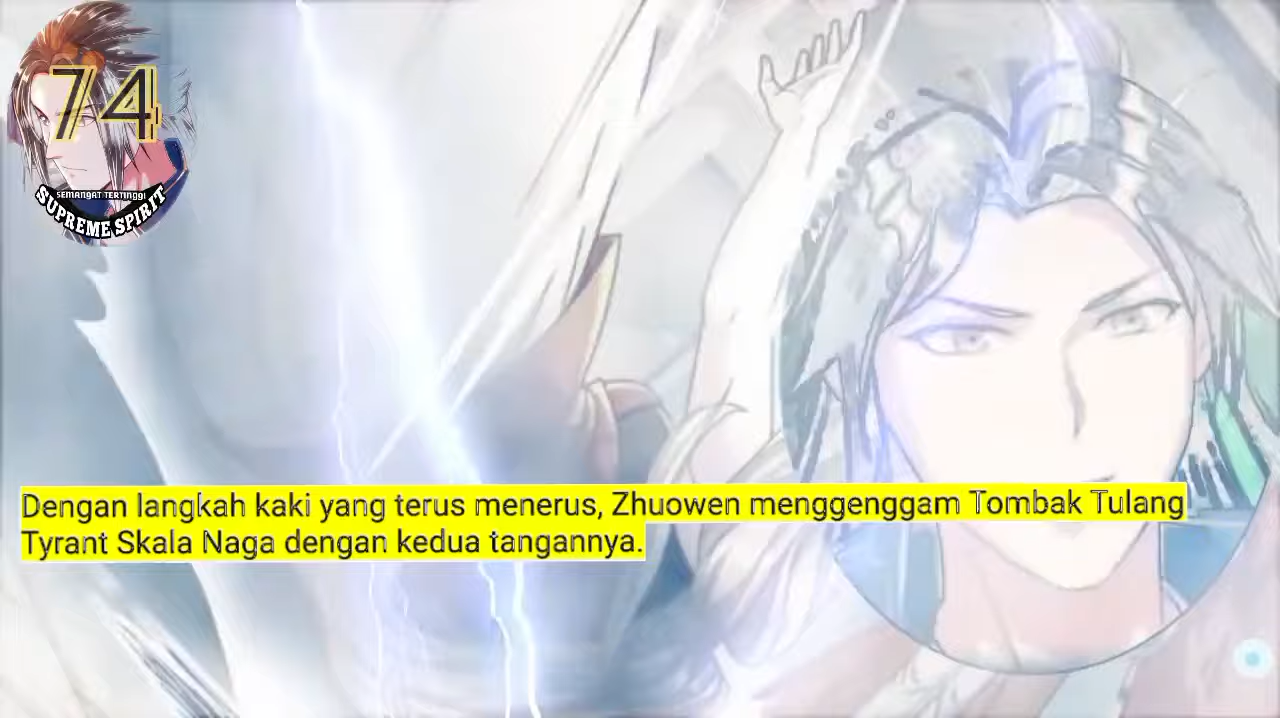 74
SEMANGAT TERTINGGI
SUPREME SPIRIT
Dengan langkah kaki yang terus menerus, Zhuowen menggenggam Tombak Tulang
Tyrant Skala Naga dengan kedua tangannya.